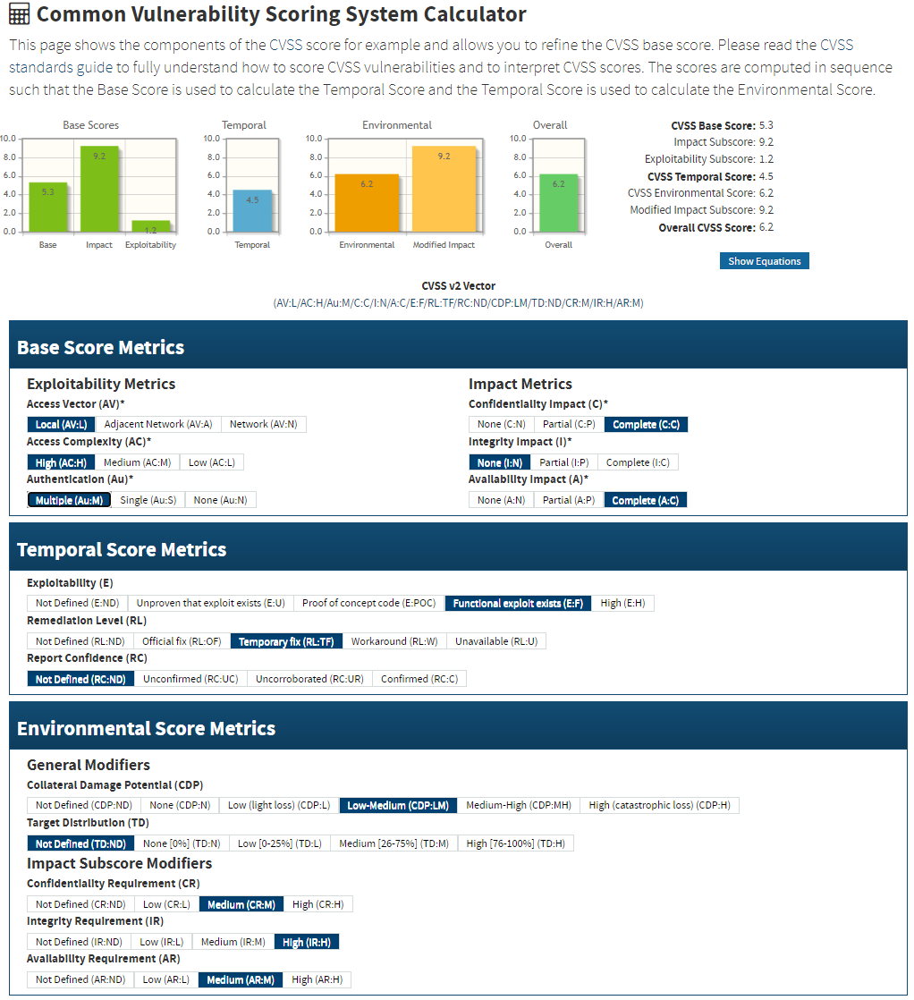 Common Vulnerability Scoring System Calculator
This page shows the components of the CVSS score for example and allows you to refine the CVSS base score. Please read the CVSS
standards guide to fully understand how to score CVSS vulnerabilities and to interpret CVSS scores. The scores are computed in sequence
such that the Base Score is used to calculate the Temporal Score and the Temporal Score is used to calculate the Environmental Score.
Base Scores
10.0
8.0
6.0
4.0
2.0
0.0
5.3
9.2
1.2
Base Impact Exploitability
Temporal
10.0
8.0
6.0
4.0
2.0
0.0
4.5
Temporal
Environmental
10.0
8.0
6.0
4.0
2.0
0.0
6.2
9.2
Environmental Modified Impact
Overall
10.0
8.0
6.0
4.0
2.0
0.0
6.2
Overall
CVSS Base Score: 5.3
Impact Subscore: 9.2
Exploitability Subscore: 1.2
CVSS Temporal Score: 4.5
CVSS Environmental Score: 6.2
Modified Impact Subscore: 9.2
Overall CVSS Score: 6.2
Show Equations
CVSS v2 Vector
(AV:L/AC:H/Au:M/C:C/I:N/A:C/E:F/RL:TF/RC:ND/CDP:LM/TD:ND/CR:M/IR:H/AR:M)
Base Score Metrics
Exploitability Metrics
Access Vector (AV)*
Local (AV:L) Adjacent Network (AV:A) Network (AV:N)
Access Complexity (AC)*
High (AC:H) Medium (AC:M) Low (AC:L)
Authentication (Au)*
Multiple (Au:M) Single (Au:S) None (Au:N)
Impact Metrics
Confidentiality Impact (C)*
None (C:N) Partial (C:P) Complete (C:C)
Integrity Impact (I)*
None (I:N) Partial (I:P) Complete (I:C)
Availability Impact (A)*
None (A:N) Partial (A:P) Complete (A:C)
Temporal Score Metrics
Exploitability (E)
Not Defined (E:ND) Unproven that exploit exists (E:U) Proof of concept code (E:POC) Functional exploit exists (E:F) High (E:H)
Remediation Level (RL)
Not Defined (RL:ND) Official fix (RL:OF) Temporary fix (RL:TF) Workaround (RL:W) Unavailable (RL:U)
Report Confidence (RC)
Not Defined (RC:ND) Unconfirmed (RC:UC) Uncorroborated (RC:UR) Confirmed (RC:C)
Environmental Score Metrics
General Modifiers
Collateral Damage Potential (CDP)
Not Defined (CDP:ND) None (CDP:N) Low (light loss) (CDP:L) Low-Medium (CDP:LM) Medium-High (CDP:MH) High (catastrophic loss) (CDP:H)
Target Distribution (TD)
Not Defined (TD:ND) None [0%] (TD:N) Low [0-25%] (TD:L) Medium [26-75%] (TD:M) High [76-100%] (TD:H)
Impact Subscore Modifiers
Confidentiality Requirement (CR)
Not Defined (CR:ND) Low (CR:L) Medium (CR:M) High (CR:H)
Integrity Requirement (IR)
Not Defined (IR:ND) Low (IR:L) Medium (IR:M) High (IR:H)
Availability Requirement (AR)
Not Defined (AR:ND) Low (AR:L) Medium (AR:M) High (AR:H)